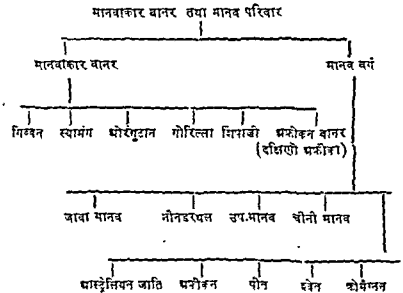 मानवाकार वानर तथा मानव परिवार
मानवाकार वानर मानव वर्ग
गिब्बन स्यामंग ओरंगुटान गोरिल्ला शिंपाजी अफ्रीकन वानर
(दक्षिणी अफ्रीका)
जावा मानव नीनडरथल उप-मानव चीनी मानव
आस्ट्रेलियन जाति अफ्रीकन पीत श्वेन क्रोमैग्नन